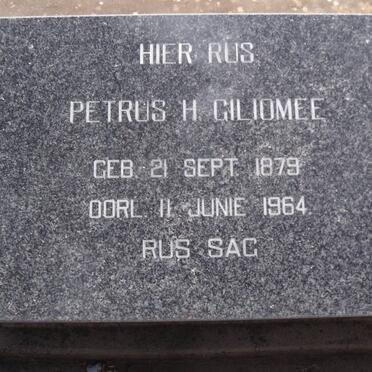 HIER RUS
PETRUS H. GILIOMEE
GEB. 21 SEPT. 1879
OORL. 11 JUNIE 1964.
RUS SAG